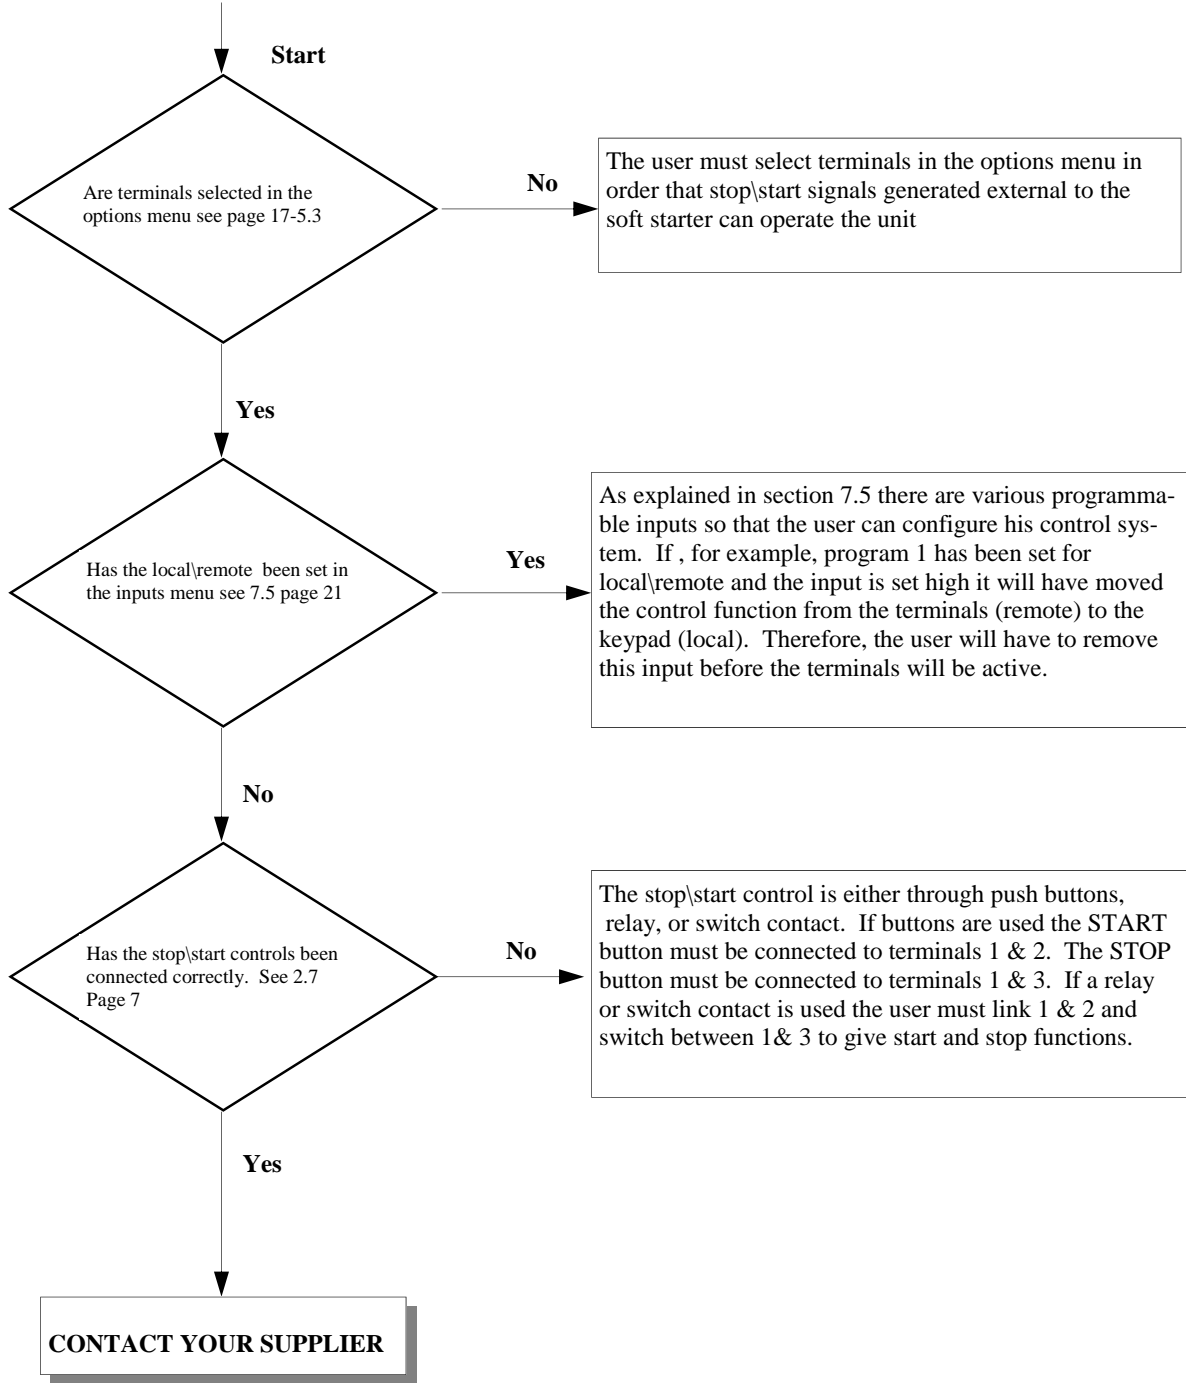 Start
Are terminals selected in the
options menu see page 17-5.3
No
The user must select terminals in the options menu in
order that stop\start signals generated external to the
soft starter can operate the unit
Yes
Has the local\remote  been set in
the inputs menu see 7.5 page 21
Yes
As explained in section 7.5 there are various programma-
ble inputs so that the user can configure his control sys-
tem.  If , for example, program 1 has been set for
local\remote and the input is set high it will have moved
the control function from the terminals (remote) to the
keypad (local).  Therefore, the user will have to remove
this input before the terminals will be active.
No
Has the stop\start controls been
connected correctly.  See 2.7
Page 7
No
The stop\start control is either through push buttons,
relay, or switch contact.  If buttons are used the START
button must be connected to terminals 1 & 2.  The STOP
button must be connected to terminals 1 & 3.  If a relay
or switch contact is used the user must link 1 & 2 and
switch between 1& 3 to give start and stop functions.
Yes
CONTACT YOUR SUPPLIER